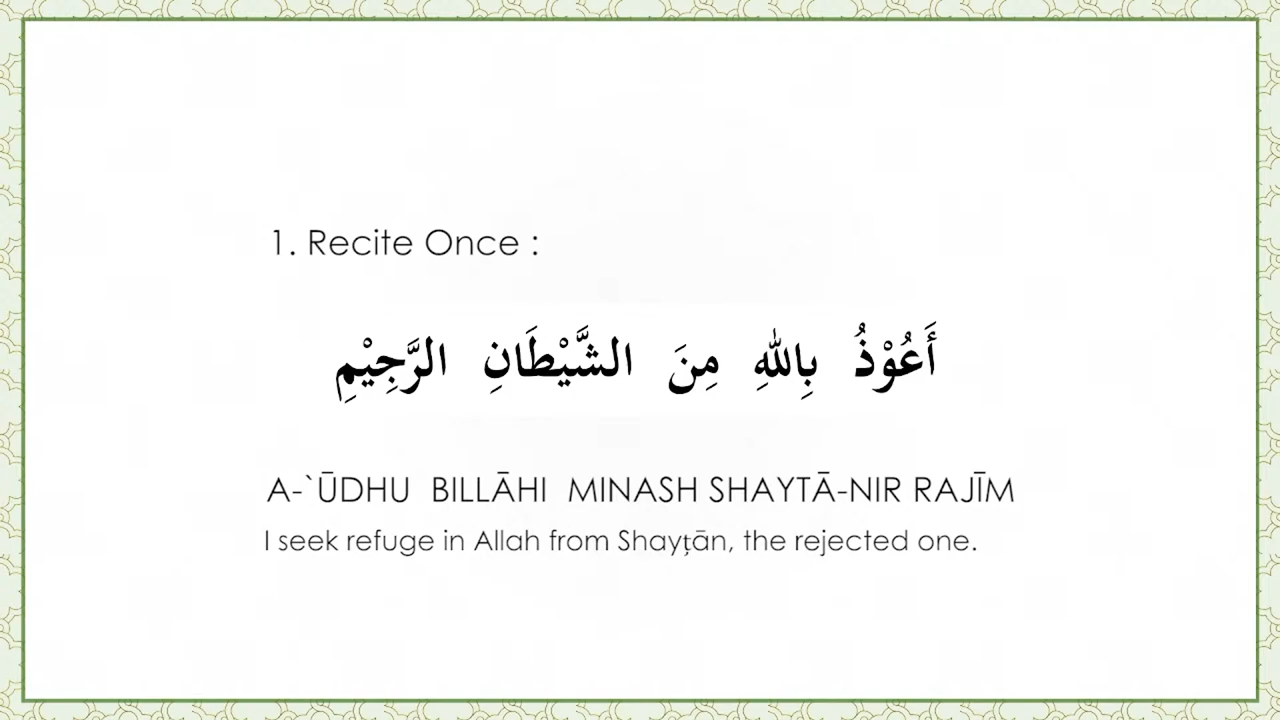 1. Recite Once :
أَعُوْذُ بِاللهِ مِنَ الشَّيْطَانِ الرَّجِيْمِ
A-`ŪDHU BILLĀHI MINASH SHAYTĀ-NIR RAJĪM
I seek refuge in Allah from Shayṭān, the rejected one.